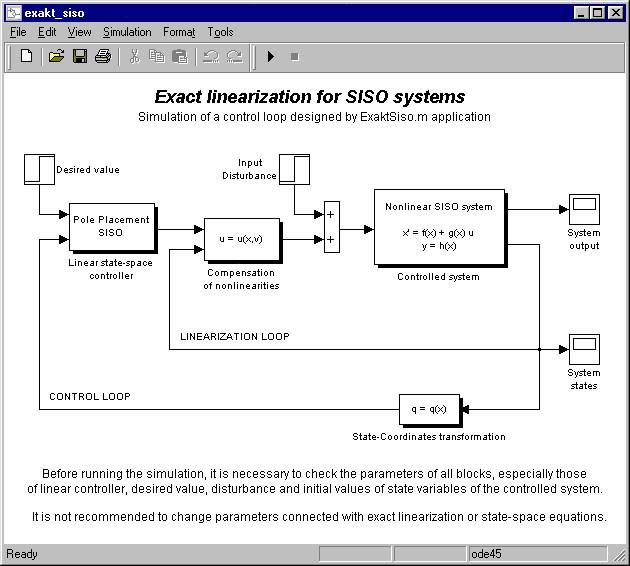 exakt_siso
File Edit View Simulation Format Tools
Exact linearization for SISO systems
Simulation of a control loop designed by ExaktSiso.m application
Desired value
Input
Disturbance
Pole Placement
SISO
Linear state-space
controller
u = u(x,v)
Compensation
of nonlinearities
+
+
Nonlinear SISO system
x' = f(x) + g(x) u
y = h(x)
Controlled system
System
output
LINEARIZATION LOOP
System
states
CONTROL LOOP
q = q(x)
State-Coordinates transformation
Before running the simulation, it is necessary to check the parameters of all blocks, especially those
of linear controller, desired value, disturbance and initial values of state variables of the controlled system.
It is not recommended to change parameters connected with exact linearization or state-space equations.
Ready ode45